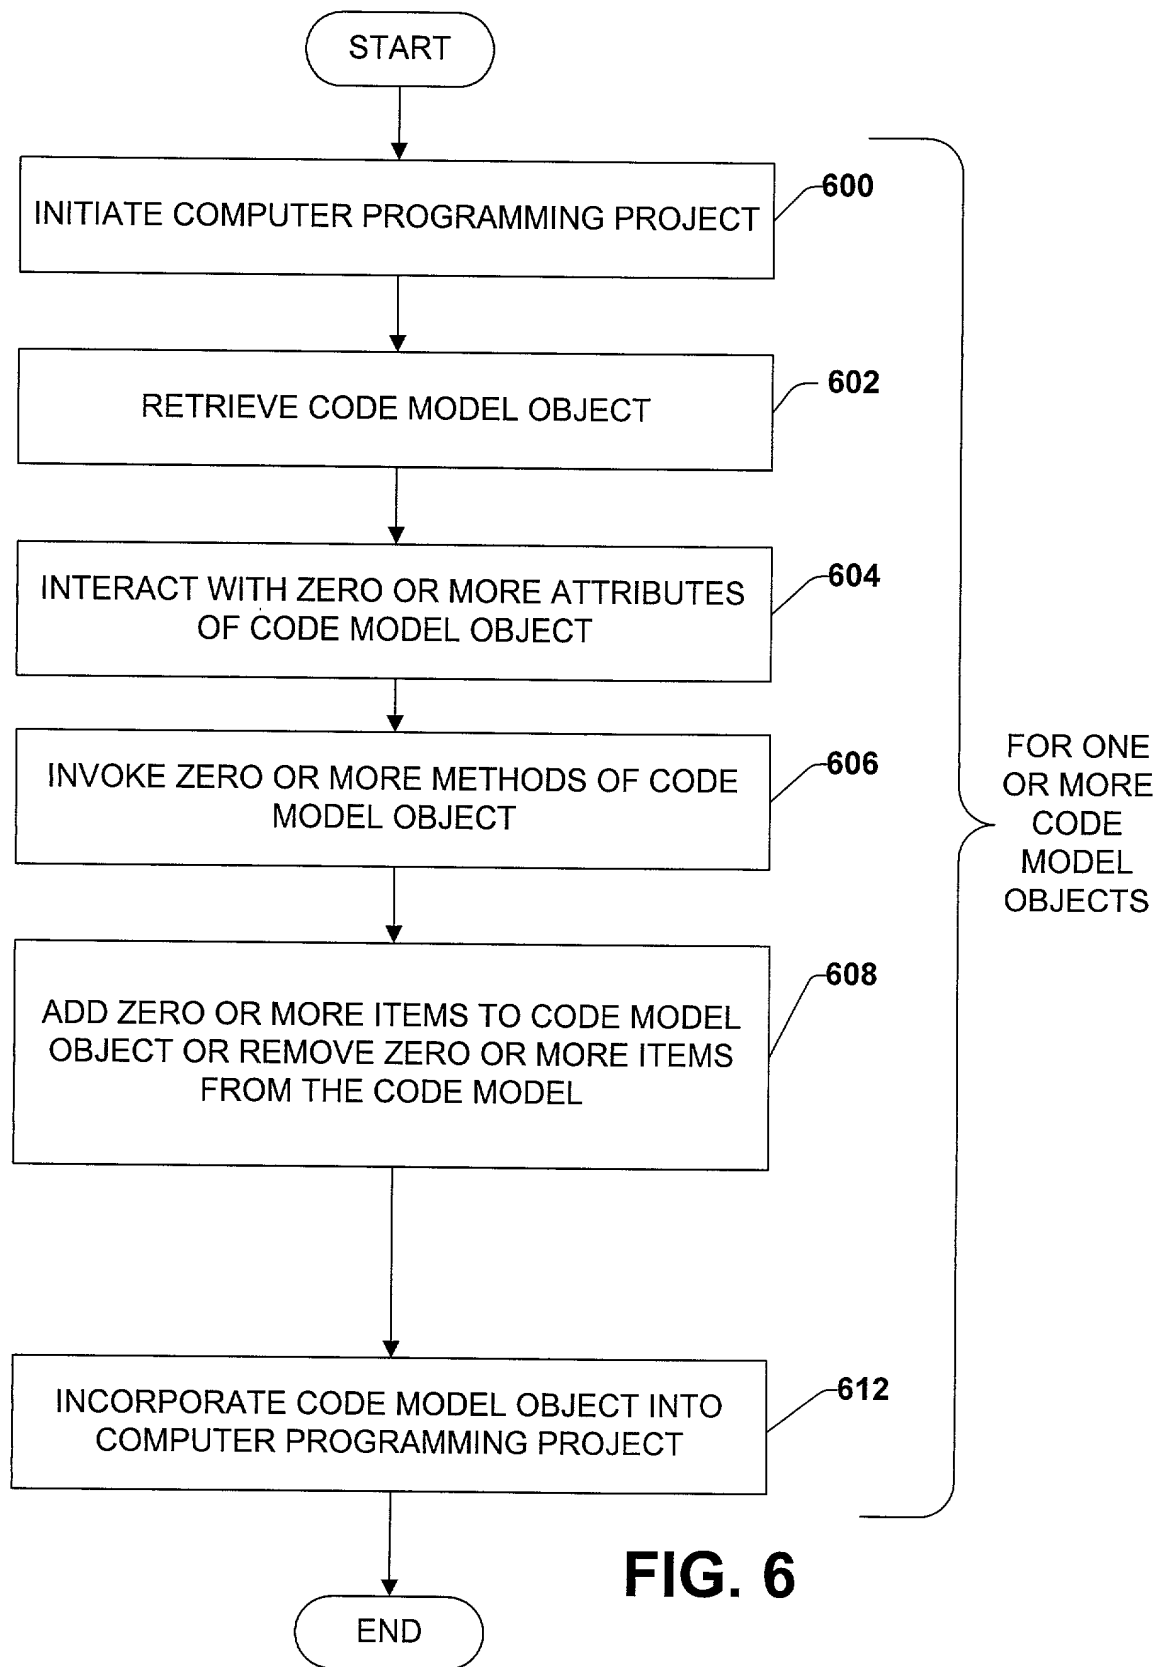 START
INITIATE COMPUTER PROGRAMMING PROJECT
600
RETRIEVE CODE MODEL OBJECT
602
INTERACT WITH ZERO OR MORE ATTRIBUTES
OF CODE MODEL OBJECT
604
INVOKE ZERO OR MORE METHODS OF CODE
MODEL OBJECT
606
ADD ZERO OR MORE ITEMS TO CODE MODEL
OBJECT OR REMOVE ZERO OR MORE ITEMS
FROM THE CODE MODEL
608
INCORPORATE CODE MODEL OBJECT INTO
COMPUTER PROGRAMMING PROJECT
612
FOR ONE
OR MORE
CODE
MODEL
OBJECTS
END
FIG. 6